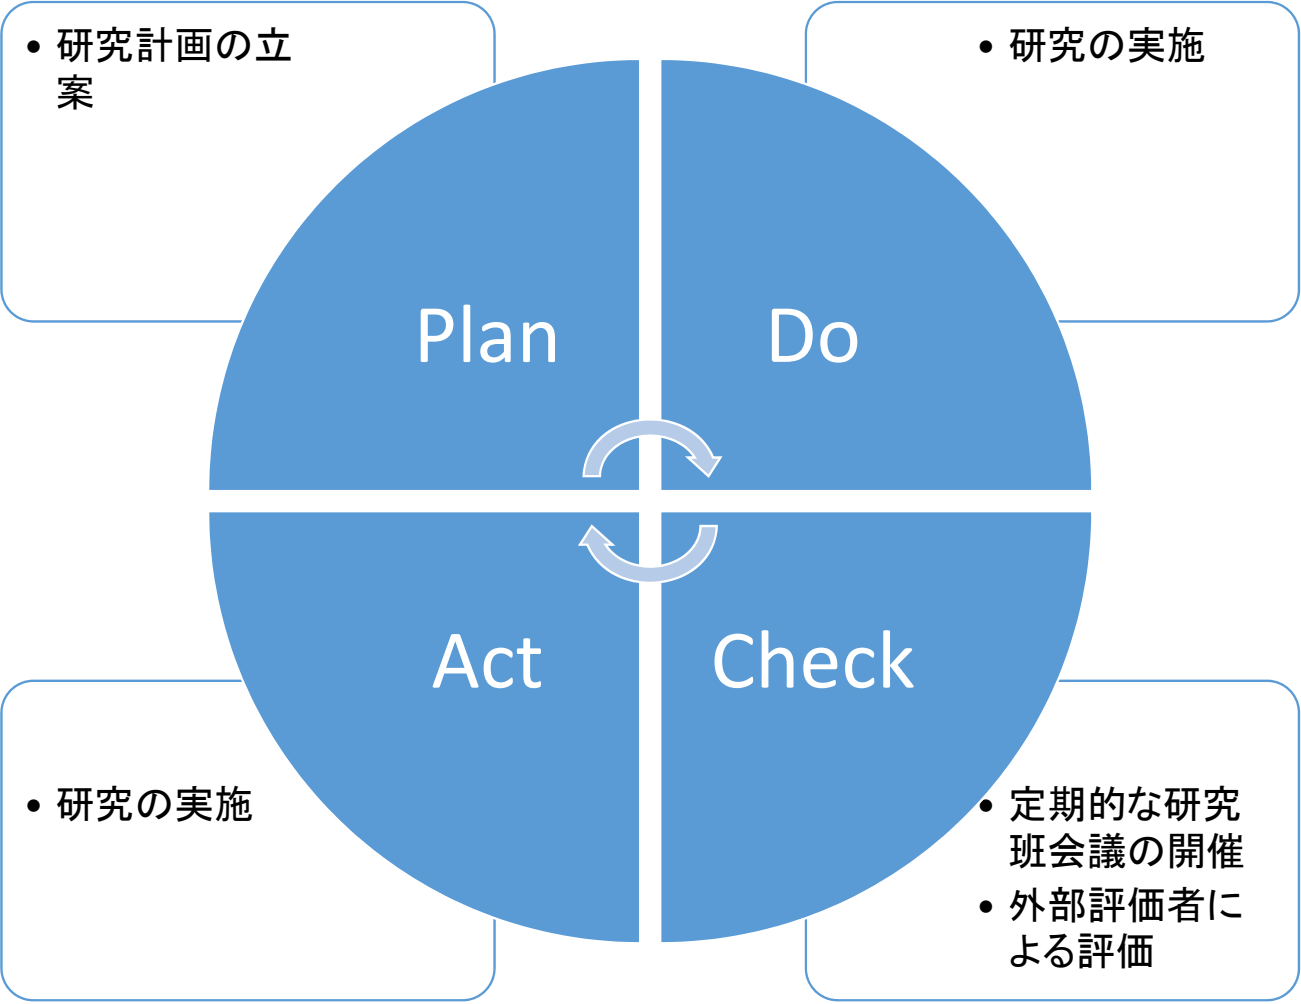 • 研究計画の立
案
• 研究の実施
Plan
Do
Act
Check
• 研究の実施
• 定期的な研究
班会議の開催
• 外部評価者に
よる評価